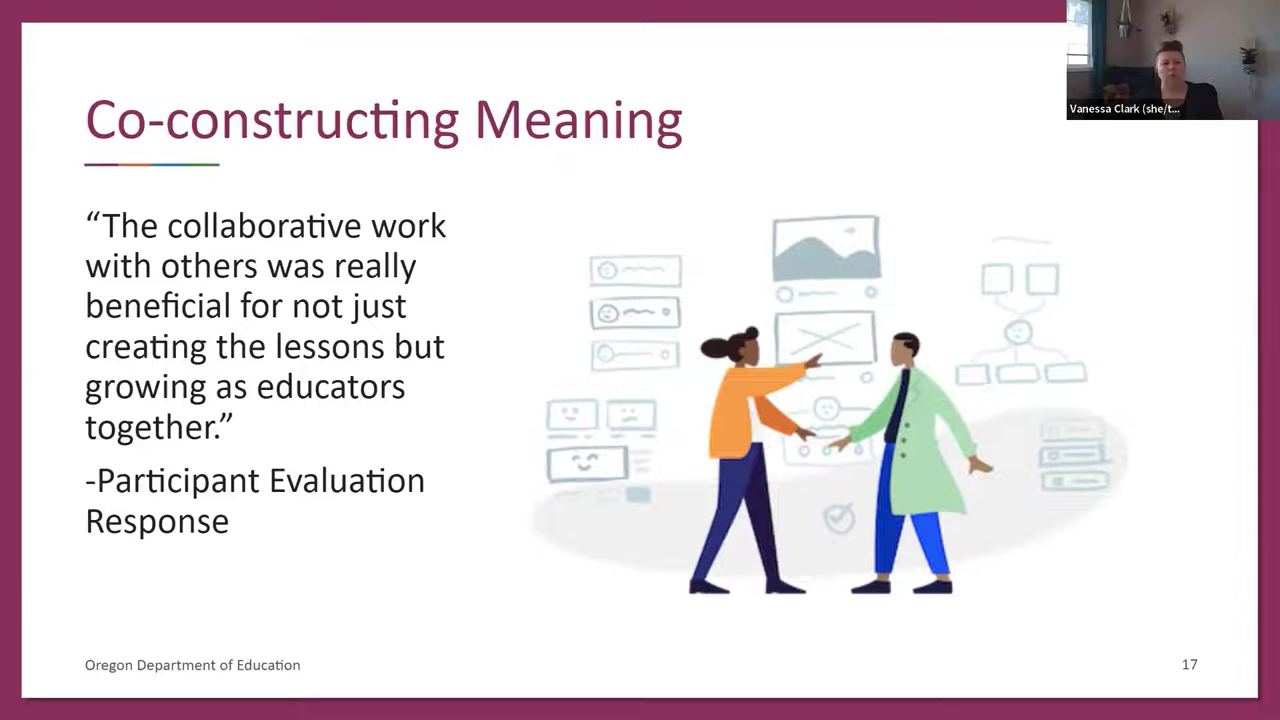 Vanessa Clark (she/t...
Co-constructing Meaning
“The collaborative work
with others was really
beneficial for not just
creating the lessons but
growing as educators
together.”
-Participant Evaluation
Response
Oregon Department of Education
17